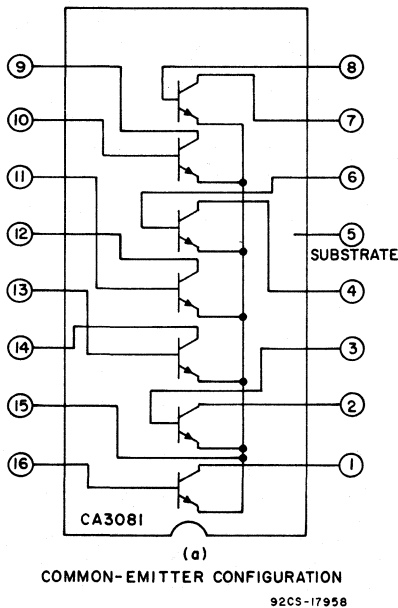 9 8
10 7
11 6
12 5
SUBSTRATE
13 4
14 3
15 2
16 1
CA3081
(a)
COMMON-EMITTER CONFIGURATION
92CS-17958